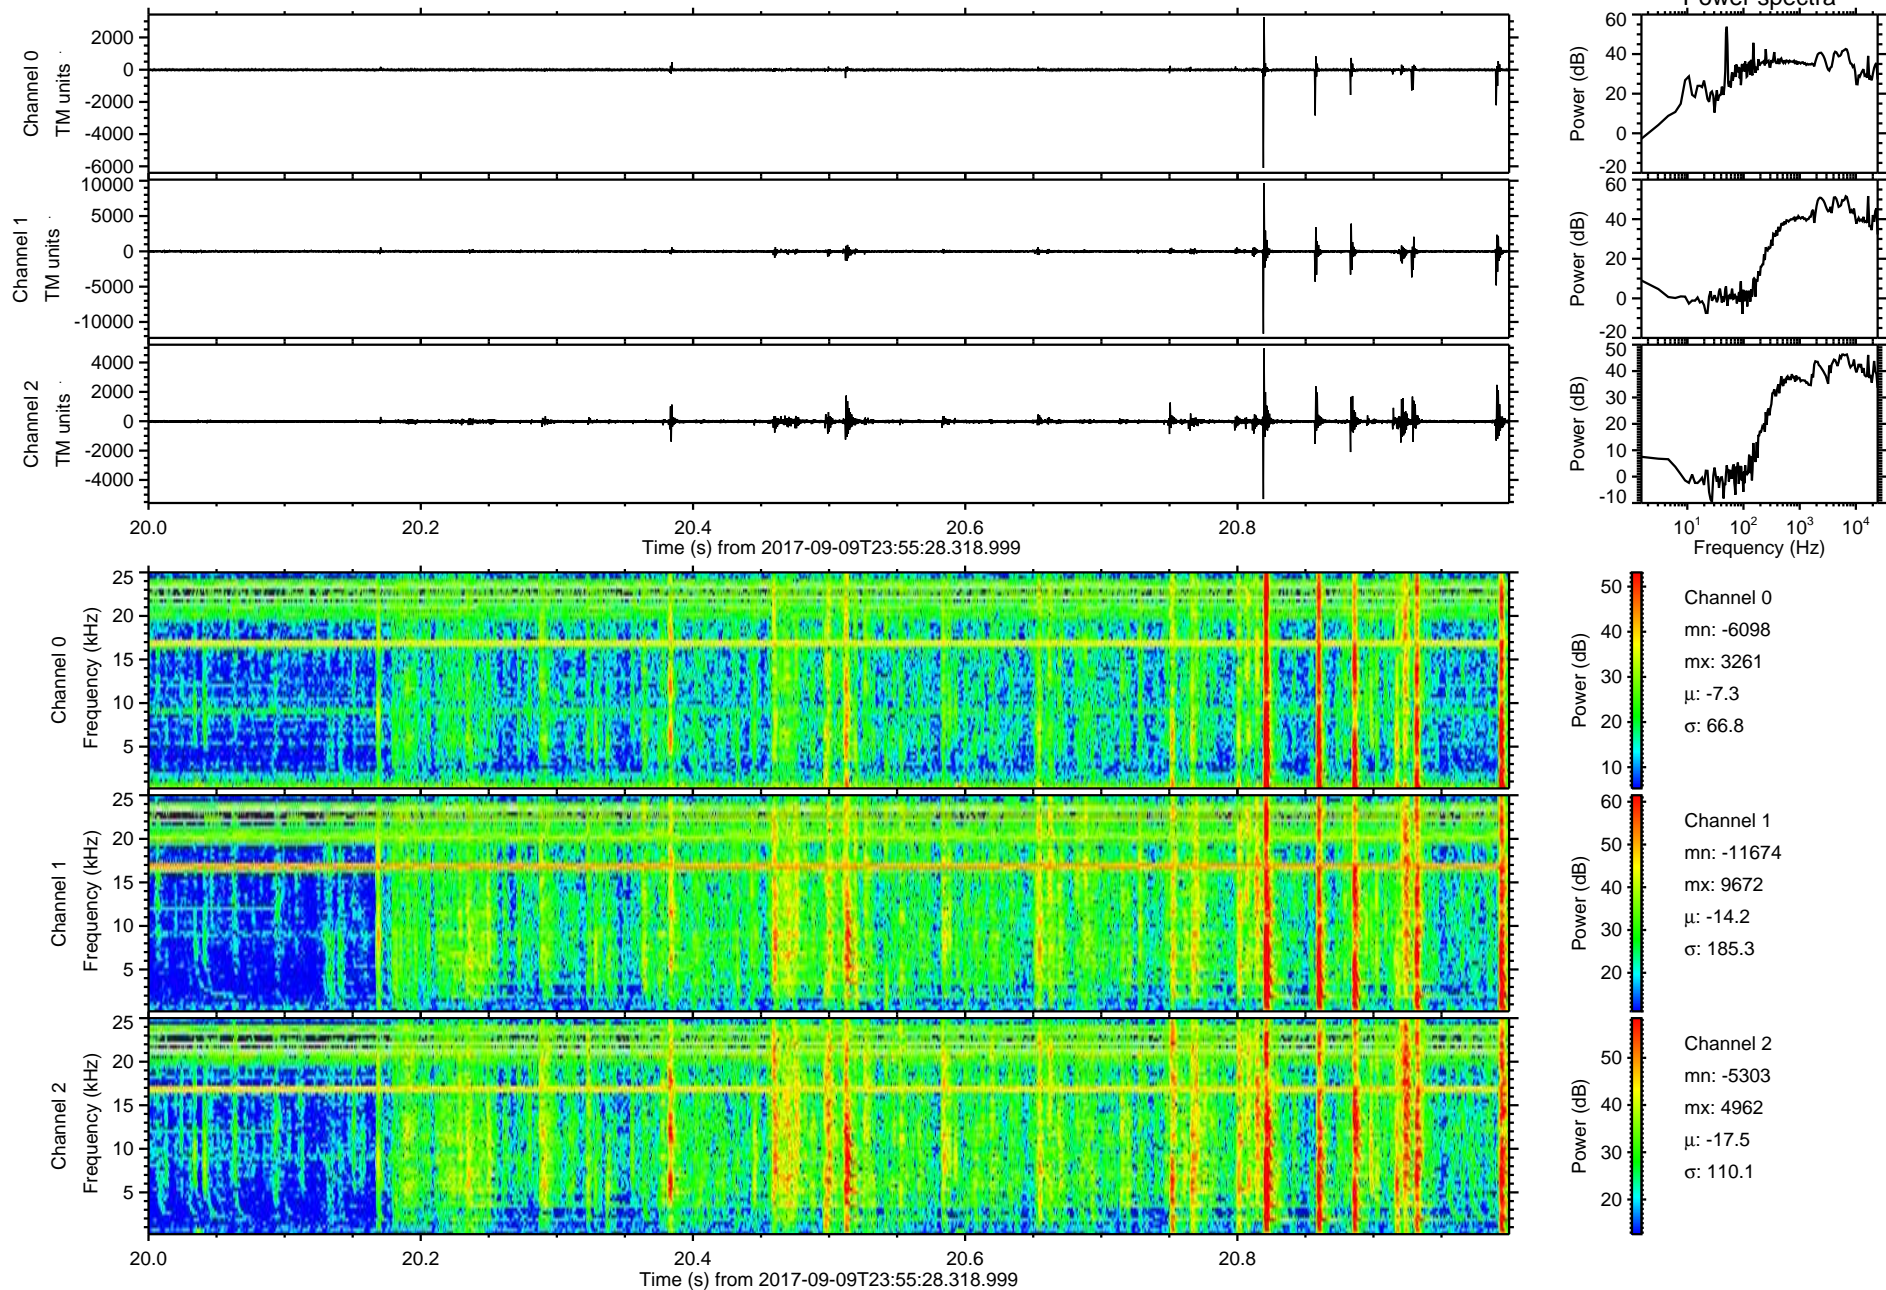 Power spectra
Channel 0
TM units
2000
0
-2000
-4000
-6000
Power (dB)
60
40
20
0
-20
Channel 1
TM units
10000
5000
0
-5000
-10000
Power (dB)
60
40
20
0
-20
Channel 2
TM units
4000
2000
0
-2000
-4000
Power (dB)
50
40
30
20
10
0
-10
20.0 20.2 20.4 20.6 20.8
Time (s) from 2017-09-09T23:55:28.318.999
10¹ 10² 10³ 10⁴
Frequency (Hz)
Channel 0
Frequency (kHz)
25
20
15
10
5
Power (dB)
50
40
30
20
10
Channel 0
mn: -6098
mx: 3261
μ: -7.3
σ: 66.8
Channel 1
Frequency (kHz)
25
20
15
10
5
Power (dB)
60
50
40
30
20
Channel 1
mn: -11674
mx: 9672
μ: -14.2
σ: 185.3
Channel 2
Frequency (kHz)
25
20
15
10
5
Power (dB)
50
40
30
20
Channel 2
mn: -5303
mx: 4962
μ: -17.5
σ: 110.1
20.0 20.2 20.4 20.6 20.8
Time (s) from 2017-09-09T23:55:28.318.999